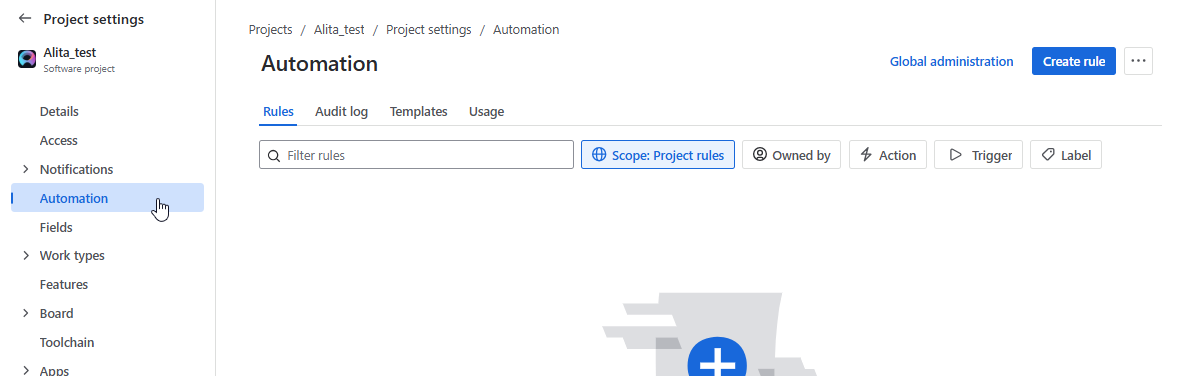 Project settings
Alita_test
Software project
Details
Access
Notifications
Automation
Fields
Work types
Features
Board
Toolchain
Apps
Projects / Alita_test / Project settings / Automation
Automation
Global administration
Create rule
Rules
Audit log
Templates
Usage
Filter rules
Scope: Project rules
Owned by
Action
Trigger
Label